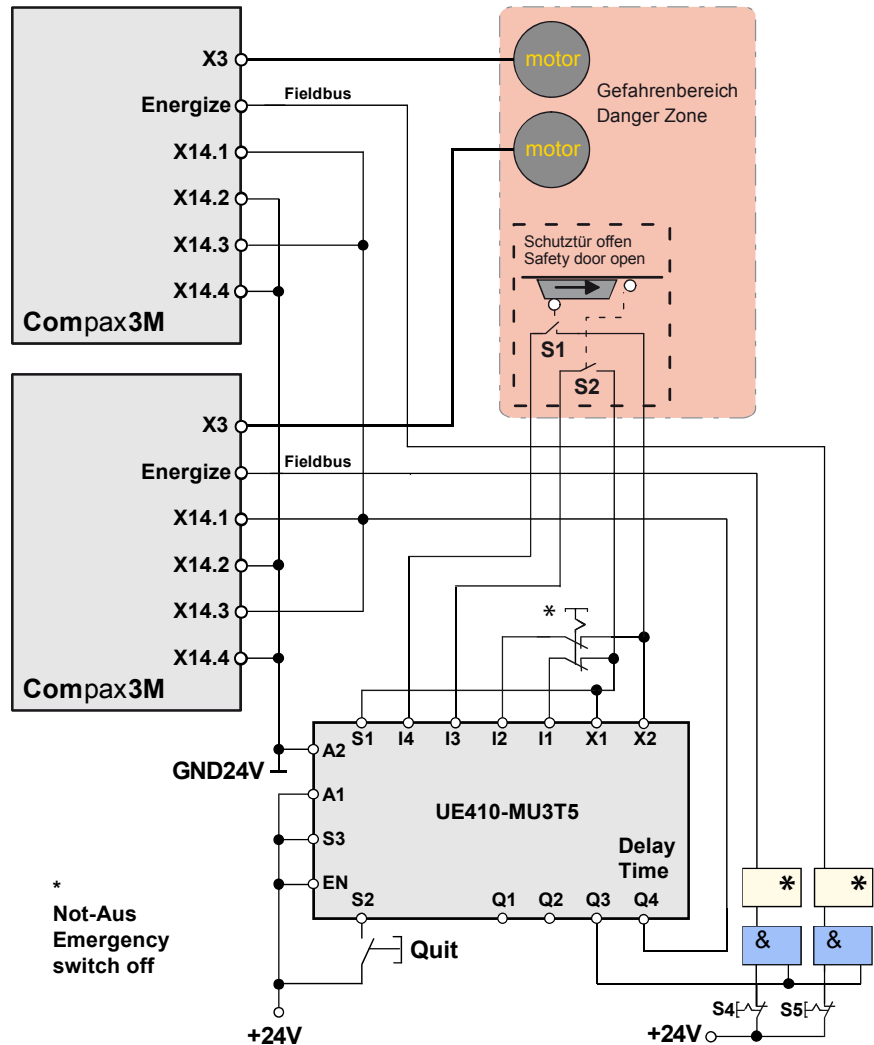 X3
Energize
Fieldbus
X14.1
X14.2
X14.3
X14.4
Compax3M
motor
motor
Gefahrenbereich
Danger Zone
Schutztür offen
Safety door open
S1
S2
X3
Energize
Fieldbus
X14.1
X14.2
X14.3
X14.4
Compax3M
*
S1 I4 I3 I2 I1 X1 X2
A2
GND24V
A1
S3
EN
UE410-MU3T5
Delay
Time
S2 Q1 Q2 Q3 Q4
*
Not-Aus
Emergency
switch off
Quit
+24V
* *
& &
S4 S5
+24V